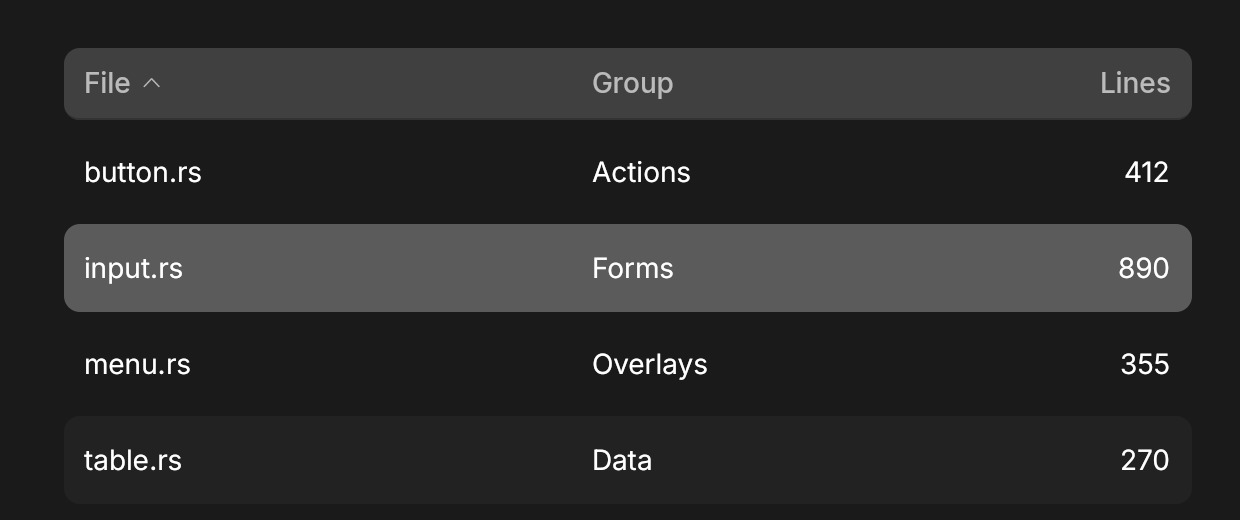 File Group Lines
button.rs Actions 412
input.rs Forms 890
menu.rs Overlays 355
table.rs Data 270